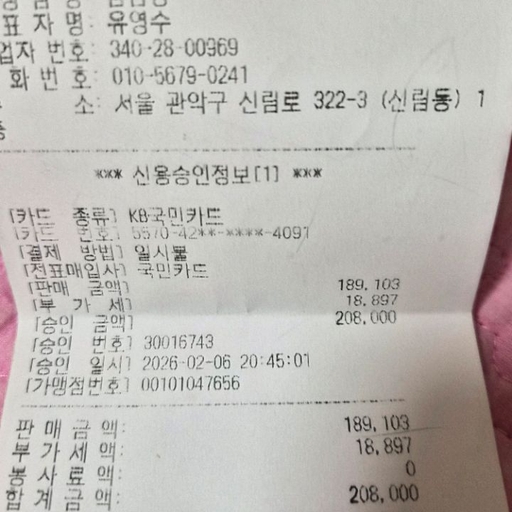 표 자 명: 유영수
업자 번호: 340-28-00969
화 번 호: 010-5679-0241
소: 서울 관악구 신림로 322-3 (신림동) 1
층
*** 신용승인정보[1] ***
[카드 종류] KB국민카드
[카드 번호] 5570-42**-****-4091
[결제 방법] 일시불
[전표매입사] 국민카드
[판매 금액] 189,103
[부 가 세] 18,897
[승인 금액] 208,000
[승인 번호] 30016743
[승인 일시] 2026-02-06 20:45:01
[가맹점번호] 00101047656
판 매 금 액: 189,103
부 가 세 액: 18,897
봉 사 료 액: 0
합 계 금 액: 208,000